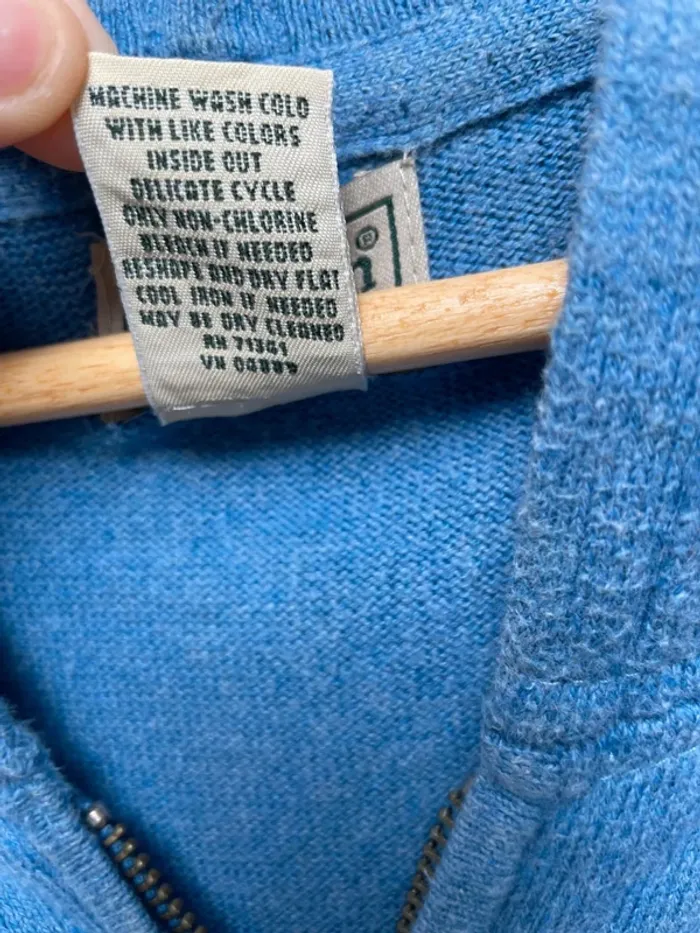 MACHINE WASH COLD
WITH LIKE COLORS
INSIDE OUT
DELICATE CYCLE
ONLY NON-CHLORINE
BLEACH IF NEEDED
RESHAPE AND DRY FLAT
COOL IRON IF NEEDED
MAY BE DRY CLEANED
RN 71341
®